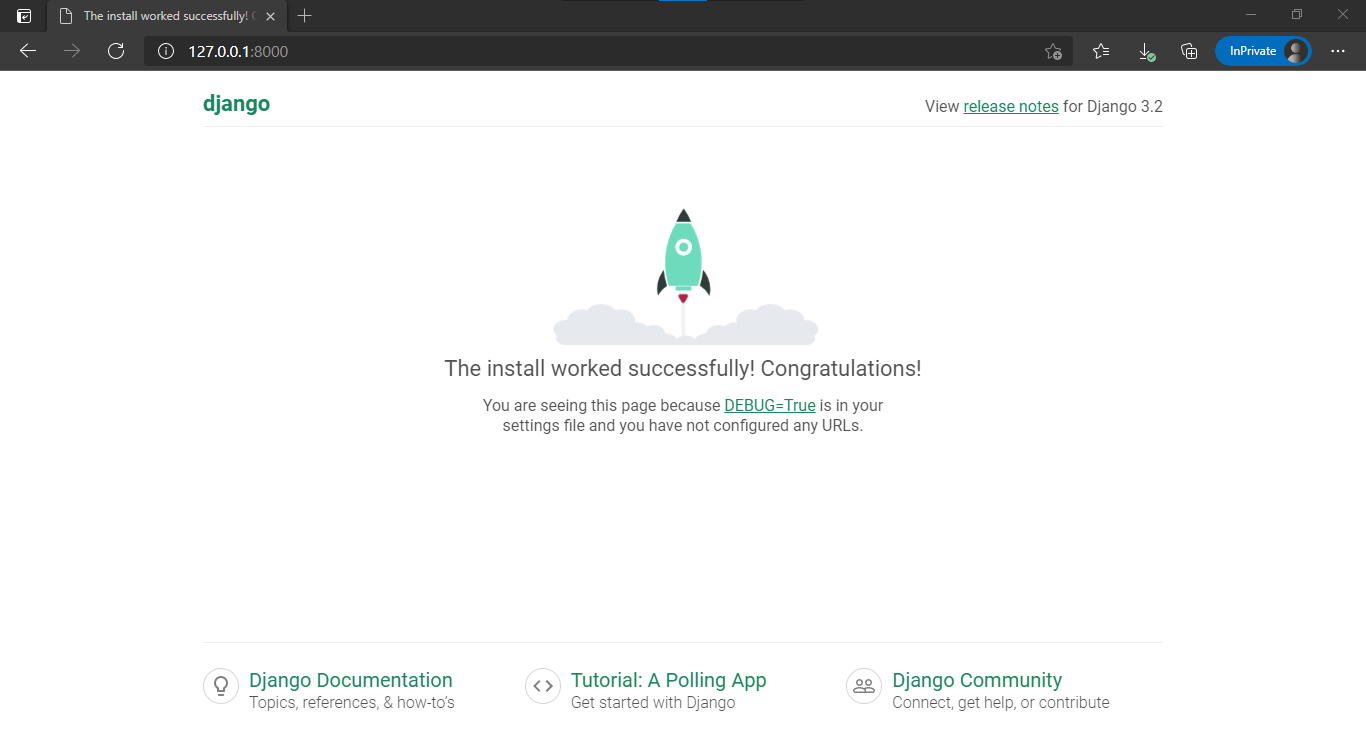 The install worked successfully! C
127.0.0.1:8000
InPrivate
django
View release notes for Django 3.2
The install worked successfully! Congratulations!
You are seeing this page because DEBUG=True is in your
settings file and you have not configured any URLs.
Django Documentation
Topics, references, & how-to’s
Tutorial: A Polling App
Get started with Django
Django Community
Connect, get help, or contribute